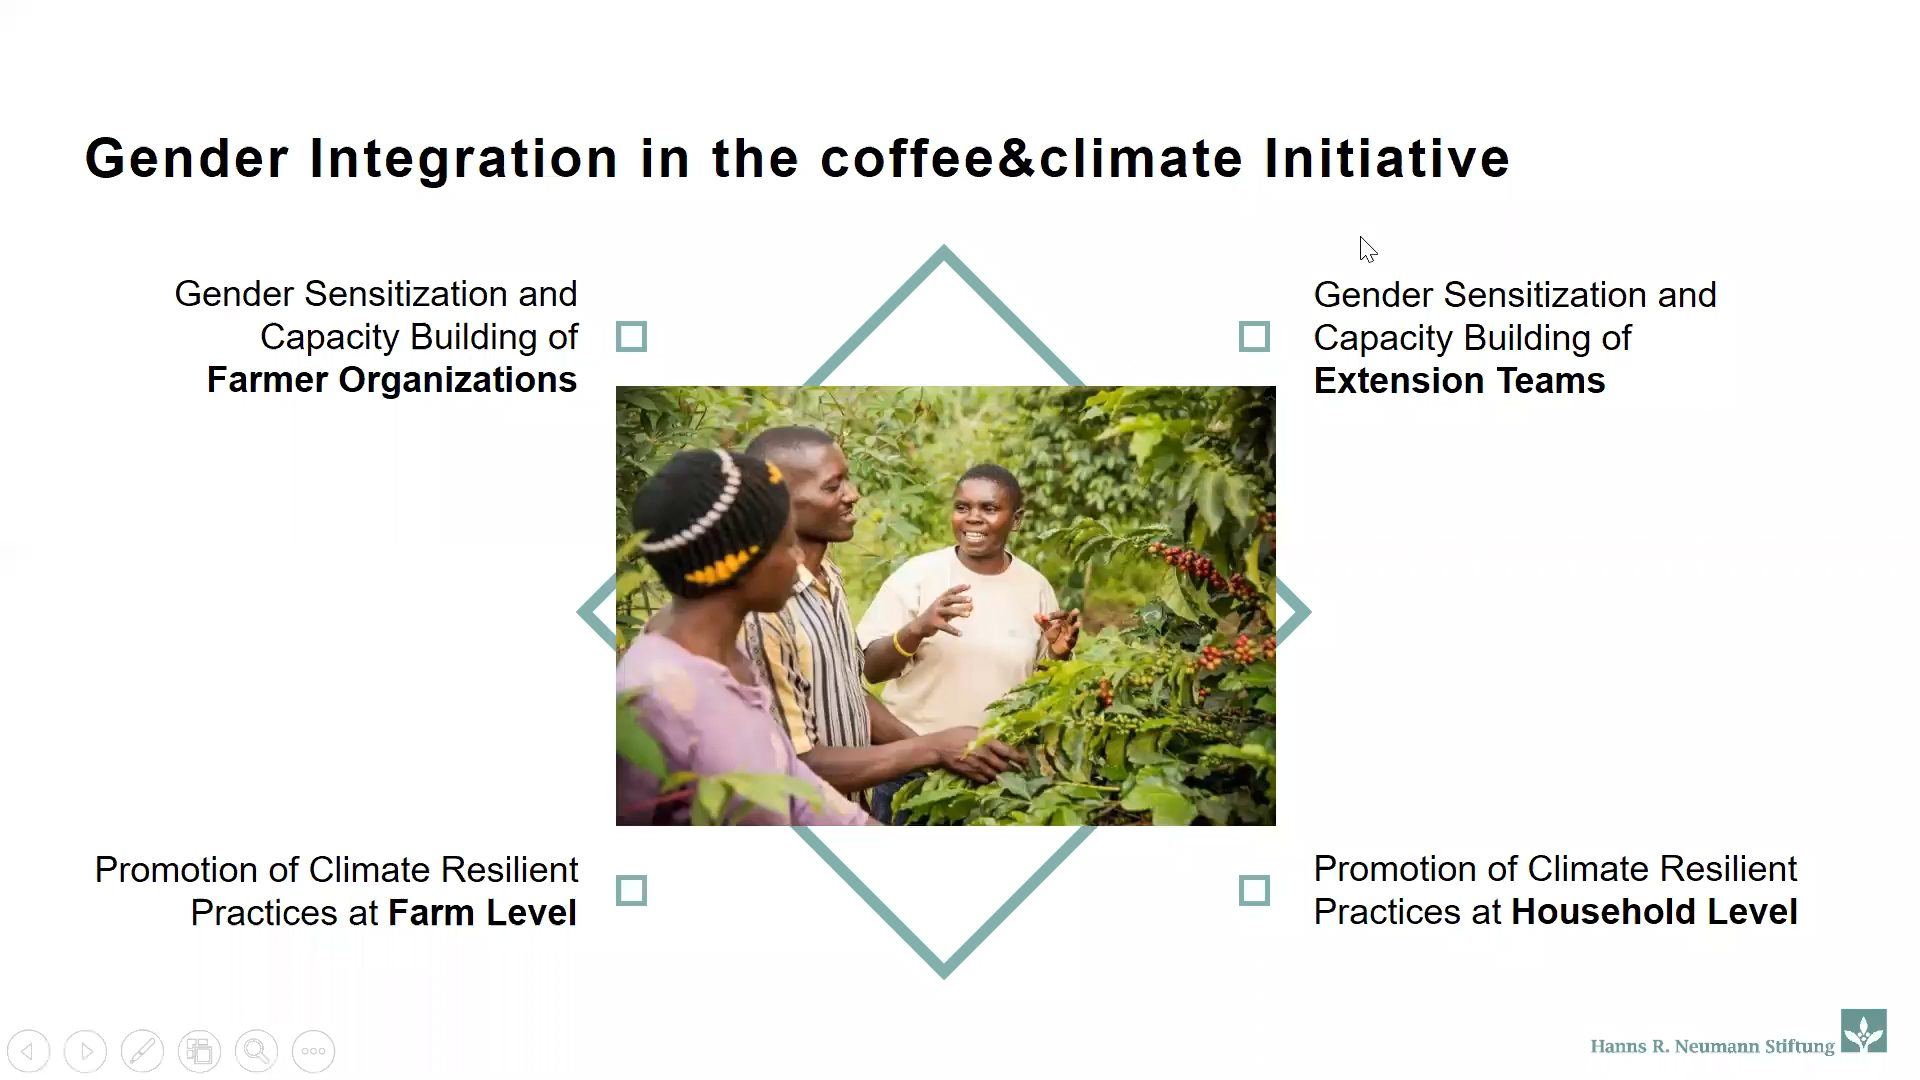 Gender Integration in the coffee&climate Initiative
Gender Sensitization and
Capacity Building of
Farmer Organizations
Gender Sensitization and
Capacity Building of
Extension Teams
Promotion of Climate Resilient
Practices at Farm Level
Promotion of Climate Resilient
Practices at Household Level
Hanns R. Neumann Stiftung